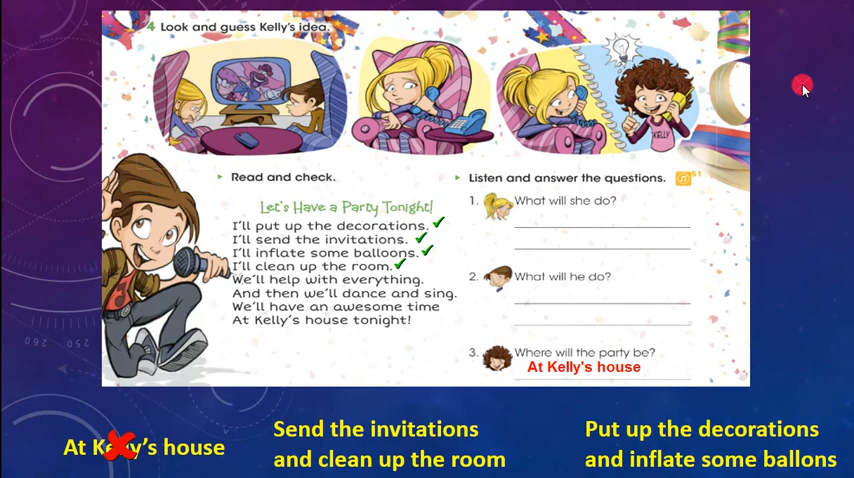 4 Look and guess Kelly's idea.
KELLY
Read and check.
Let's Have a Party Tonight!
I'll put up the decorations.
I'll send the invitations.
I'll inflate some balloons.
I'll clean up the room.
We'll help with everything.
And then we'll dance and sing.
We'll have an awesome time
At Kelly's house tonight!
Listen and answer the questions.
51
1. What will she do?
2. What will he do?
3. Where will the party be?
At Kelly's house
At Kelly's house
Send the invitations
and clean up the room
Put up the decorations
and inflate some ballons
250
260